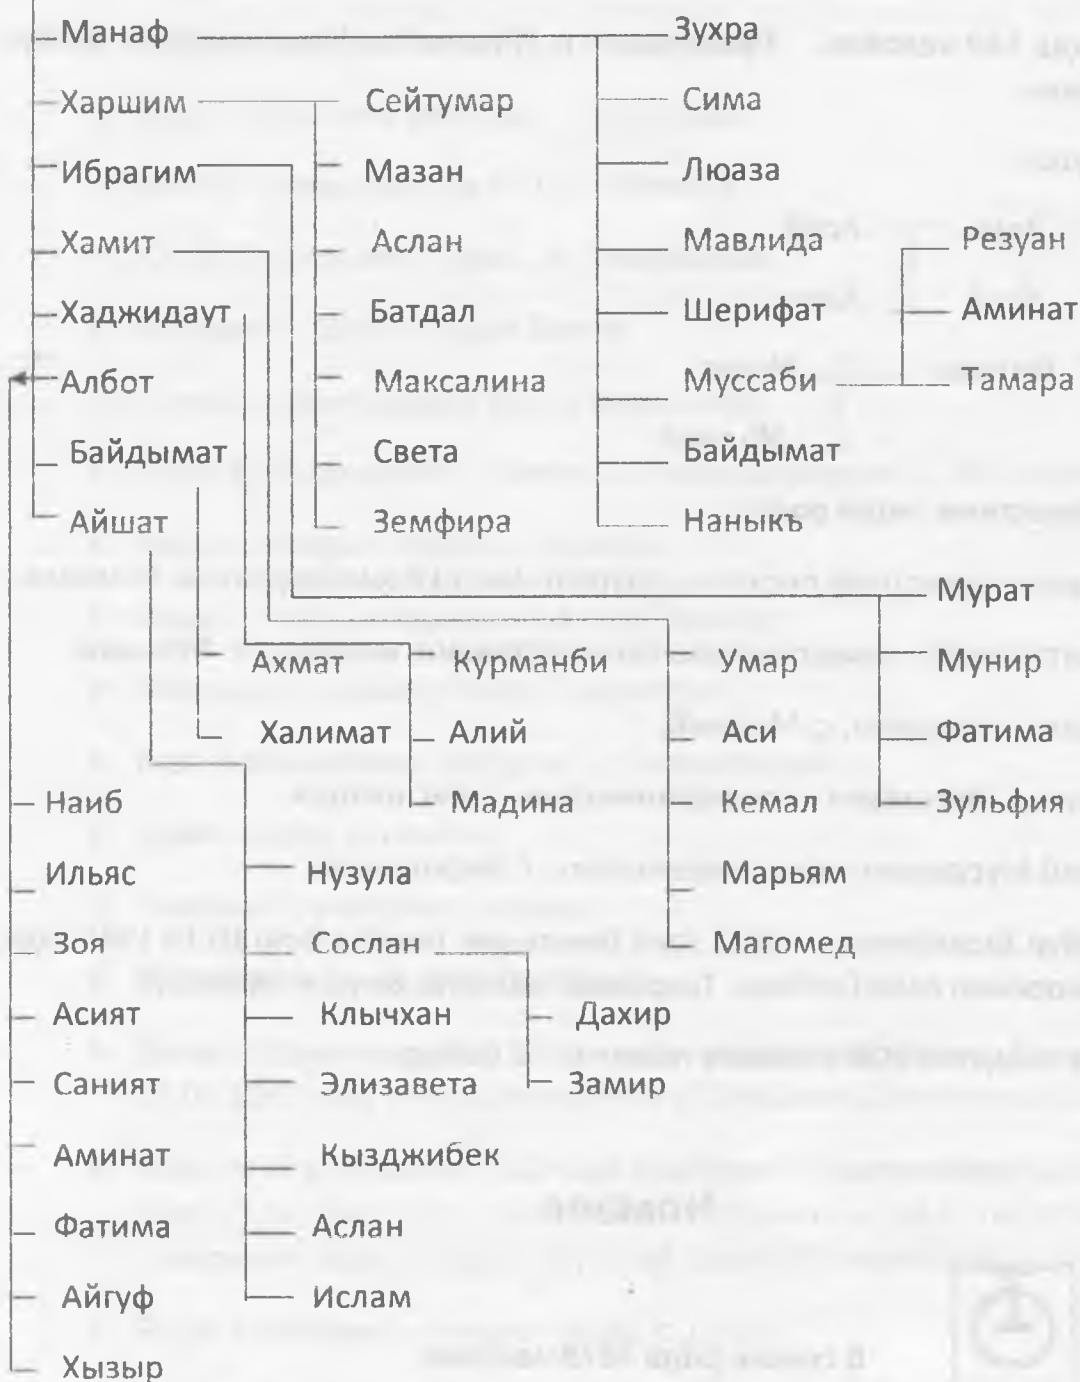 Манаф Зухра
Харшим Сейтумар Сима
Ибрагим Мазан Люаза
Хамит Аслан Мавлида Резуан
Хаджидаут Батдал Шерифат Аминат
Албот Максалина Муссаби Тамара
Байдымат Света Байдымат
Айшат Земфира Наныкъ
Мурат
Ахмат Курманби Умар Мунир
Халимат Алий Аси Фатима
Наиб Мадина Кемал Зульфия
Ильяс Нузула Марьям
Зоя Сослан Магомед
Асият Клычхан Дахир
Саният Элизавета Замир
Аминат Кызджибек
Фатима Аслан
Айгуф Ислам
Хызыр